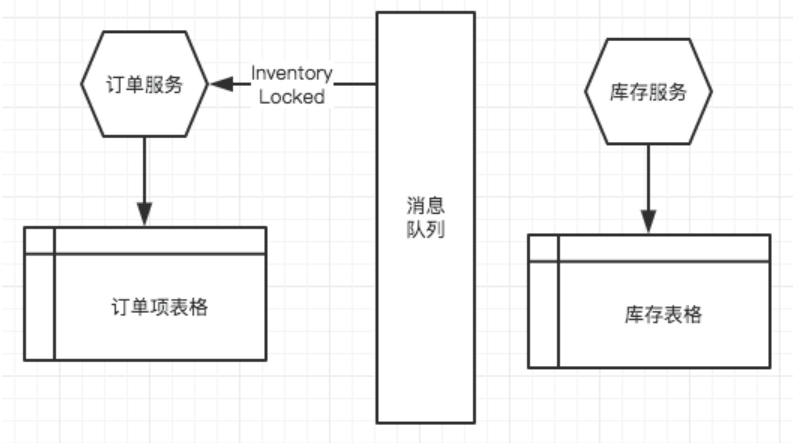 订单服务
Inventory
Locked
库存服务
消息
队列
订单项表格
库存表格